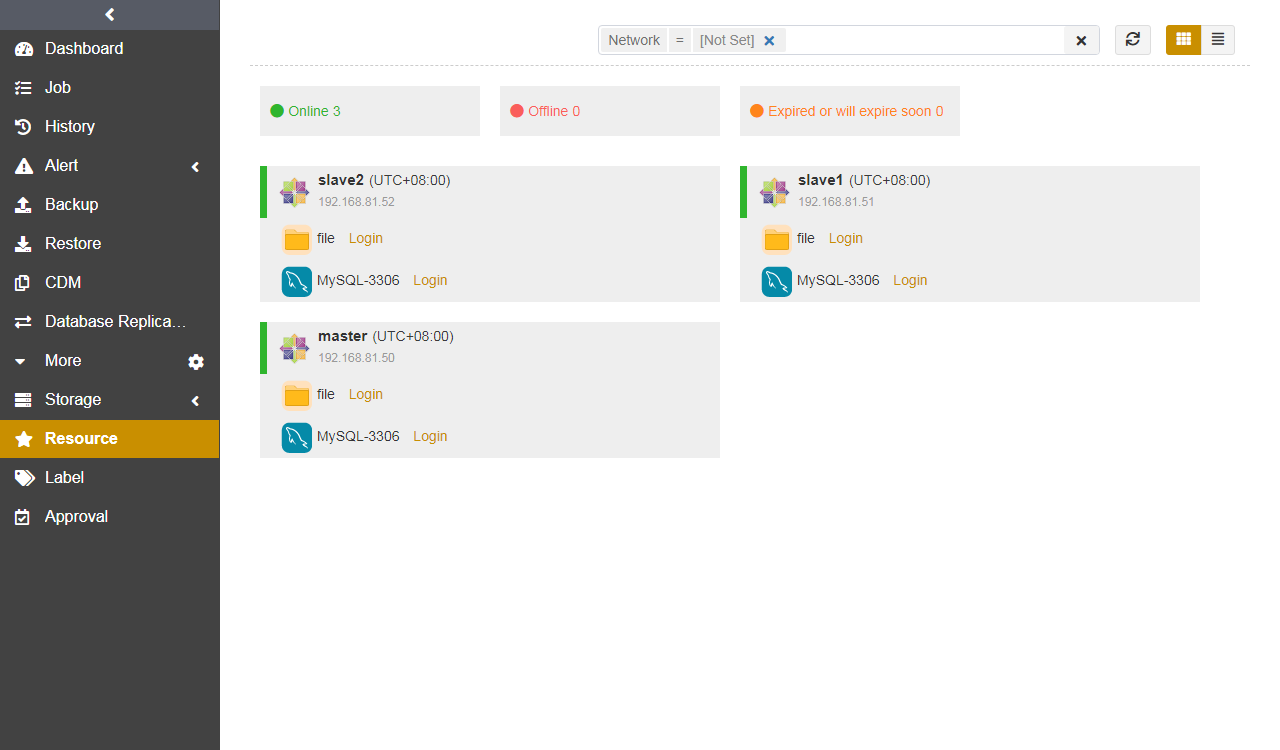 Dashboard
Job
History
Alert
Backup
Restore
CDM
Database Replica…
More
Storage
Resource
Label
Approval
Network = [Not Set]
Online 3
Offline 0
Expired or will expire soon 0
slave2 (UTC+08:00)
192.168.81.52
file Login
MySQL-3306 Login
slave1 (UTC+08:00)
192.168.81.51
file Login
MySQL-3306 Login
master (UTC+08:00)
192.168.81.50
file Login
MySQL-3306 Login